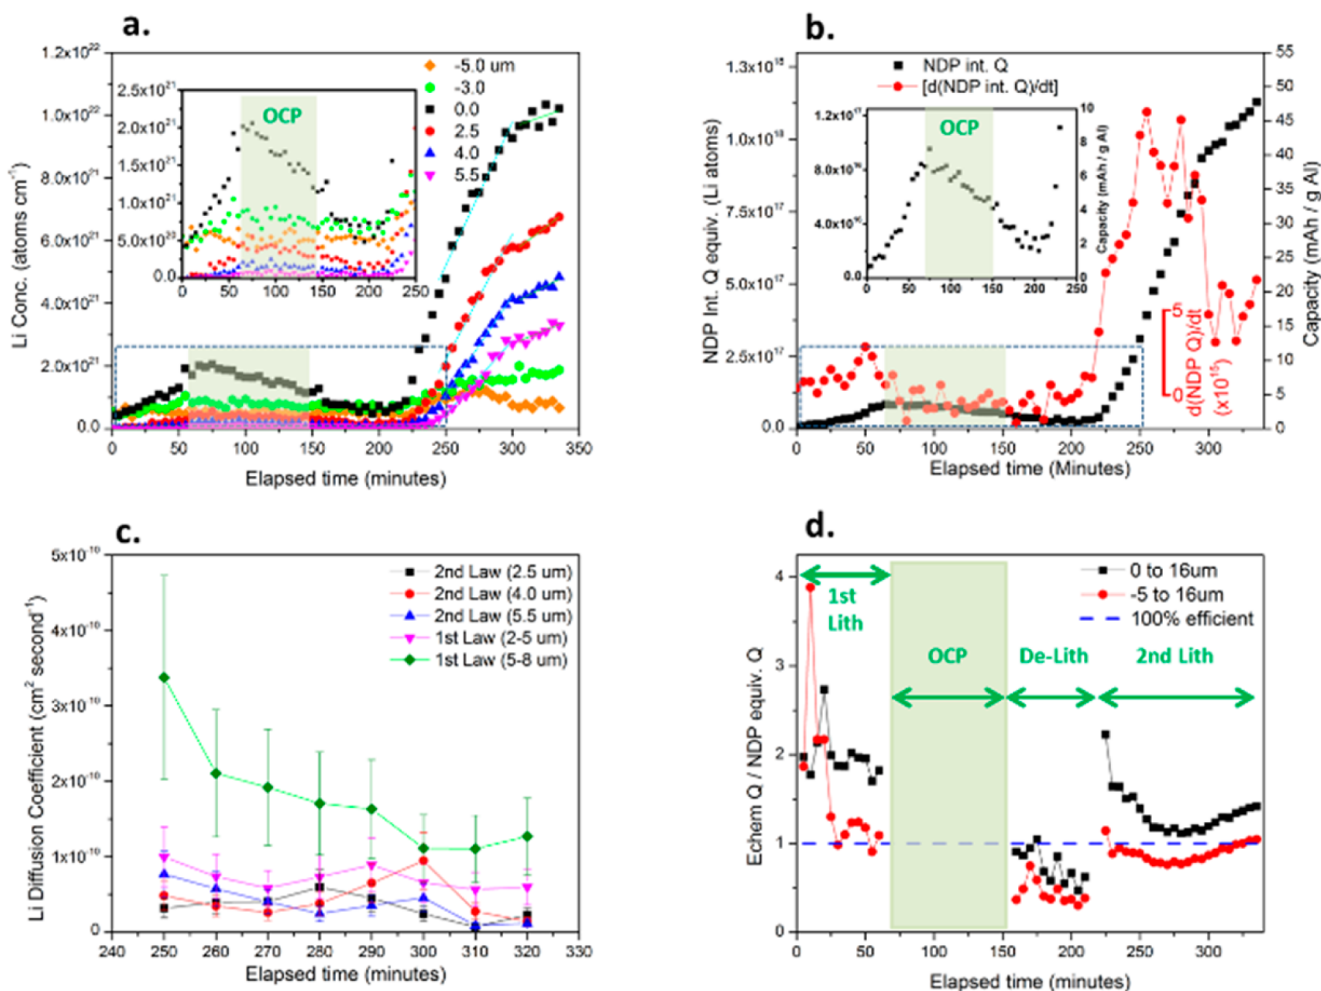 a.
Li Conc. (atoms cm⁻¹)
1.2x10²²
1.0x10²²
8.0x10²¹
6.0x10²¹
4.0x10²¹
2.0x10²¹
0.0
-5.0 um
-3.0
0.0
2.5
4.0
5.5
2.5x10²¹
2.0x10²¹
1.5x10²¹
1.0x10²¹
5.0x10²⁰
0.0
OCP
0 50 100 150 200 250
0 50 100 150 200 250 300 350
Elapsed time (minutes)
b.
NDP Int. Q equiv. (Li atoms)
1.3x10¹⁸
1.0x10¹⁸
7.5x10¹⁷
5.0x10¹⁷
2.5x10¹⁷
0.0
NDP int. Q
[d(NDP int. Q)/dt]
1.2x10¹⁷
8.0x10¹⁶
4.0x10¹⁶
0.0
OCP
10
8
6
4
2
0
Capacity (mAh / g Al)
0 50 100 150 200 250
5
0
d(NDP Q)/dt
(x10¹⁵)
55
50
45
40
35
30
25
20
15
10
5
0
Capacity (mAh / g Al)
0 50 100 150 200 250 300
Elapsed time (Minutes)
c.
Li Diffusion Coefficient (cm² second⁻¹)
5x10⁻¹⁰
4x10⁻¹⁰
3x10⁻¹⁰
2x10⁻¹⁰
1x10⁻¹⁰
0
2nd Law (2.5 um)
2nd Law (4.0 um)
2nd Law (5.5 um)
1st Law (2-5 um)
1st Law (5-8 um)
240 250 260 270 280 290 300 310 320 330
Elapsed time (minutes)
d.
Echem Q / NDP equiv. Q
4
3
2
1
0
0 to 16um
-5 to 16um
100% efficient
1st
Lith
OCP
De-Lith
2nd Lith
0 50 100 150 200 250 300
Elapsed time (minutes)